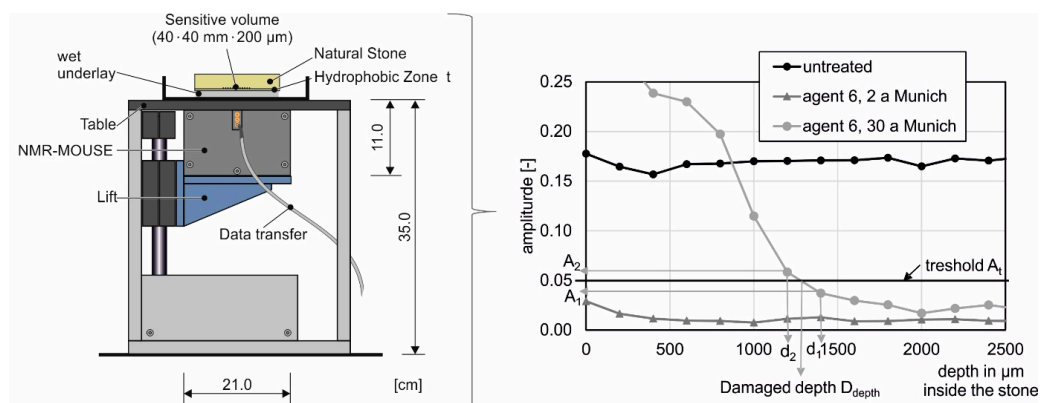 Sensitive volume
(40·40 mm·200 µm)
wet
underlay
Natural Stone
Hydrophobic Zone t
Table
NMR-MOUSE
Lift
Data transfer
11.0
35.0
21.0
[cm]
untreated
agent 6, 2 a Munich
agent 6, 30 a Munich
0.25
0.20
0.15
0.10
0.05
0.00
ampliturde [-]
A₂
A₁
treshold Aₜ
0
500
1000
d₂
d₁
1500
2000
2500
depth in µm
inside the stone
Damaged depth D_depth